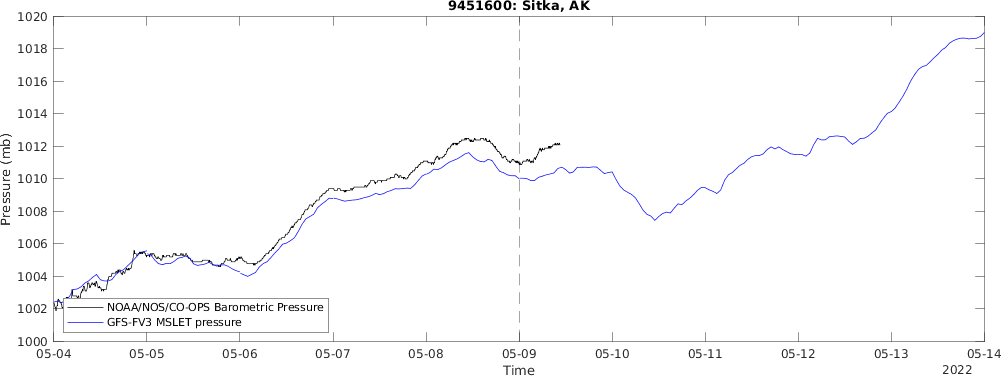 9451600: Sitka, AK
Pressure (mb)
1020
1018
1016
1014
1012
1010
1008
1006
1004
1002
1000
NOAA/NOS/CO-OPS Barometric Pressure
GFS-FV3 MSLET pressure
05-04 05-05 05-06 05-07 05-08 05-09 05-10 05-11 05-12 05-13 05-14
Time
2022